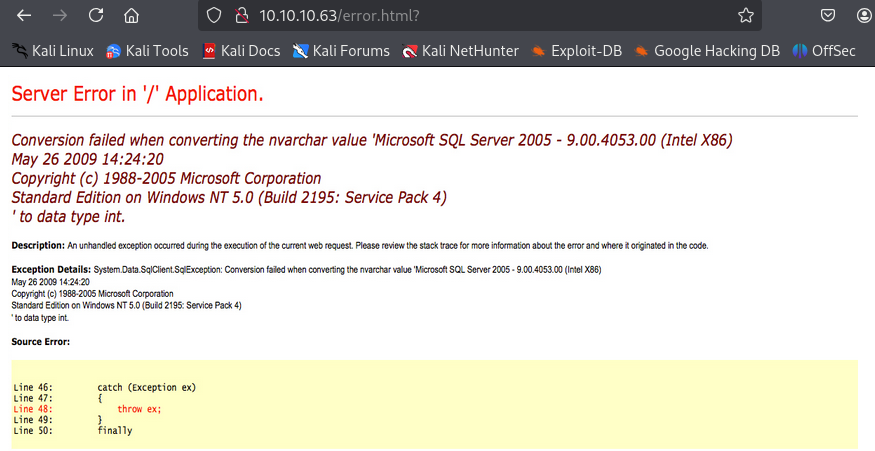 10.10.10.63/error.html?
Kali Linux Kali Tools Kali Docs Kali Forums Kali NetHunter Exploit-DB Google Hacking DB OffSec
Server Error in '/' Application.
Conversion failed when converting the nvarchar value 'Microsoft SQL Server 2005 - 9.00.4053.00 (Intel X86)
May 26 2009 14:24:20
Copyright (c) 1988-2005 Microsoft Corporation
Standard Edition on Windows NT 5.0 (Build 2195: Service Pack 4)
' to data type int.
Description: An unhandled exception occurred during the execution of the current web request. Please review the stack trace for more information about the error and where it originated in the code.
Exception Details: System.Data.SqlClient.SqlException: Conversion failed when converting the nvarchar value 'Microsoft SQL Server 2005 - 9.00.4053.00 (Intel X86)
May 26 2009 14:24:20
Copyright (c) 1988-2005 Microsoft Corporation
Standard Edition on Windows NT 5.0 (Build 2195: Service Pack 4)
' to data type int.
Source Error:
Line 46: catch (Exception ex)
Line 47: {
Line 48: throw ex;
Line 49: }
Line 50: finally